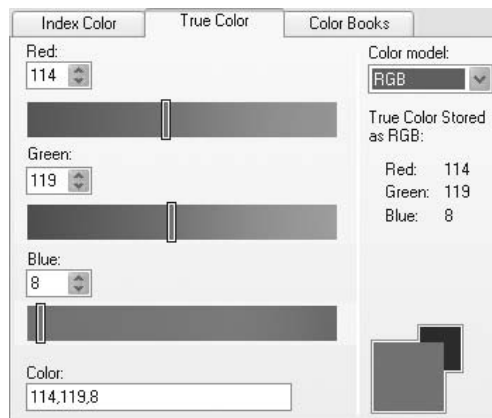 Index Color
True Color
Color Books
Red:
114
Green:
119
Blue:
8
Color:
114,119,8
Color model:
RGB
True Color Stored
as RGB:
Red: 114
Green: 119
Blue: 8